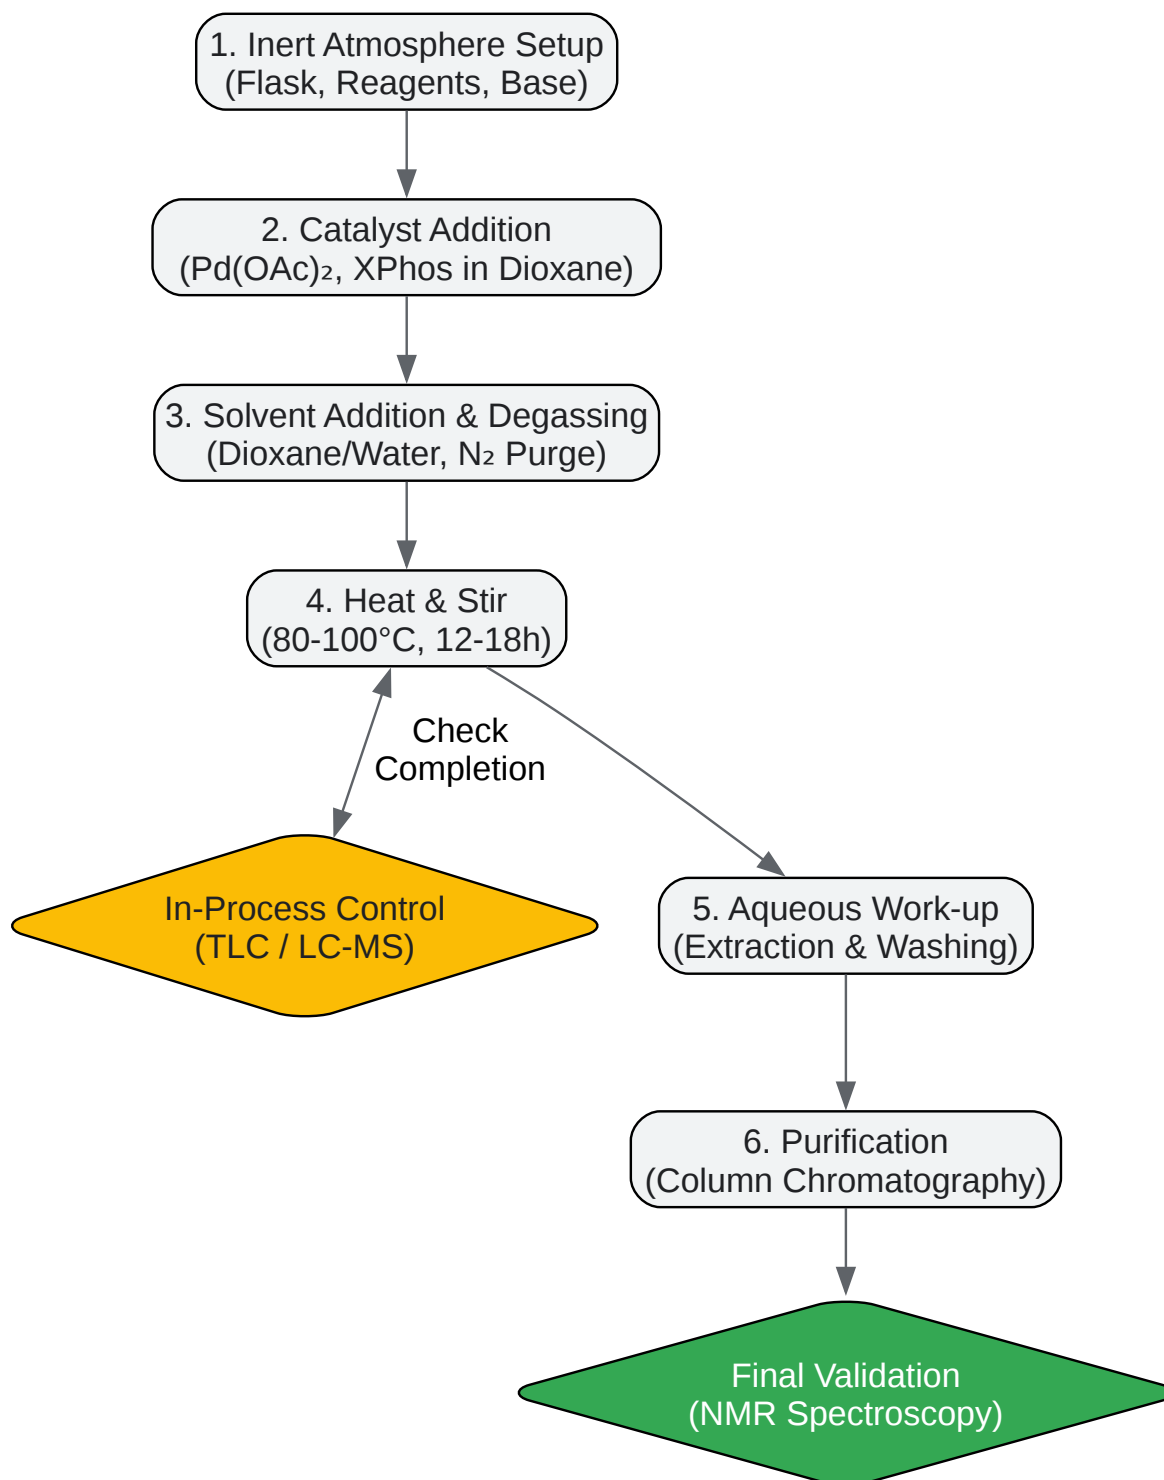 1. Inert Atmosphere Setup
(Flask, Reagents, Base)
2. Catalyst Addition
(Pd(OAc)₂, XPhos in Dioxane)
3. Solvent Addition & Degassing
(Dioxane/Water, N₂ Purge)
4. Heat & Stir
(80-100°C, 12-18h)
Check
Completion
In-Process Control
(TLC / LC-MS)
5. Aqueous Work-up
(Extraction & Washing)
6. Purification
(Column Chromatography)
Final Validation
(NMR Spectroscopy)